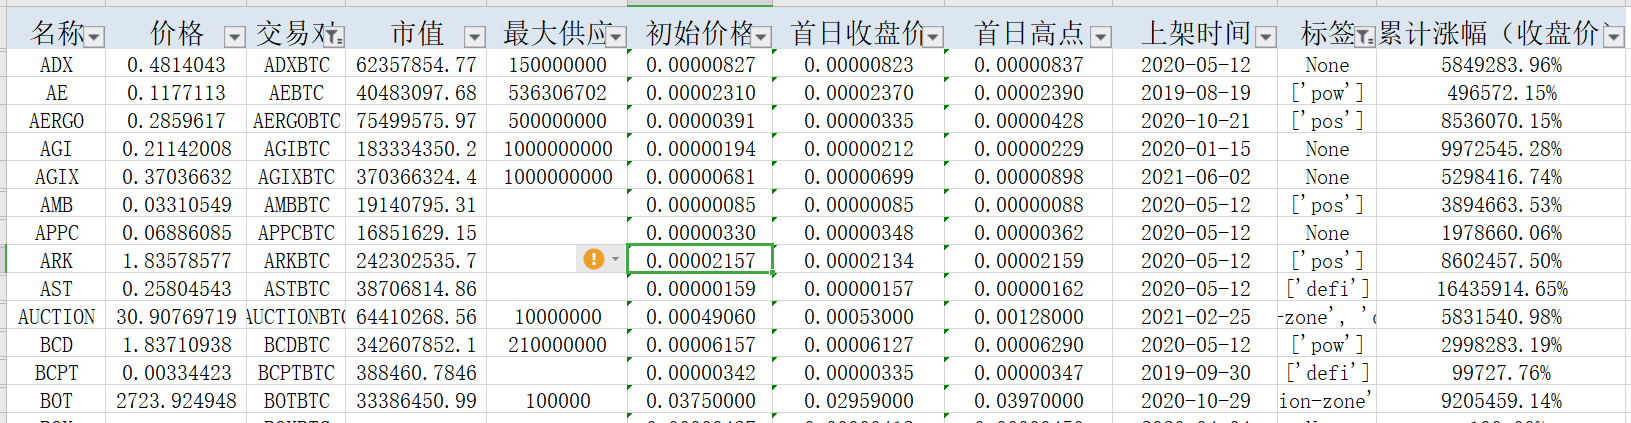 名称 价格 交易对 市值 最大供应 初始价格 首日收盘价 首日高点 上架时间 标签 累计涨幅（收盘价
ADX 0.4814043 ADXBTC 62357854.77 150000000 0.00000827 0.00000823 0.00000837 2020-05-12 None 5849283.96%
AE 0.1177113 AEBTC 40483097.68 536306702 0.00002310 0.00002370 0.00002390 2019-08-19 ['pow'] 496572.15%
AERGO 0.2859617 AERGOBTC 75499575.97 500000000 0.00000391 0.00000335 0.00000428 2020-10-21 ['pos'] 8536070.15%
AGI 0.21142008 AGIBTC 183334350.2 1000000000 0.00000194 0.00000212 0.00000229 2020-01-15 None 9972545.28%
AGIX 0.37036632 AGIXBTC 370366324.4 1000000000 0.00000681 0.00000699 0.00000898 2021-06-02 None 5298416.74%
AMB 0.03310549 AMBBTC 19140795.31 0.00000085 0.00000085 0.00000088 2020-05-12 ['pos'] 3894663.53%
APPC 0.06886085 APPCBTC 16851629.15 0.00000330 0.00000348 0.00000362 2020-05-12 None 1978660.06%
ARK 1.83578577 ARKBTC 242302535.7 0.00002157 0.00002134 0.00002159 2020-05-12 ['pos'] 8602457.50%
AST 0.25804543 ASTBTC 38706814.86 0.00000159 0.00000157 0.00000162 2020-05-12 ['defi'] 16435914.65%
AUCTION 30.90769719 AUCTIONBTC 64410268.56 10000000 0.00049060 0.00053000 0.00128000 2021-02-25 -zone', 'd 5831540.98%
BCD 1.83710938 BCDBTC 342607852.1 210000000 0.00006157 0.00006127 0.00006290 2020-05-12 ['pow'] 2998283.19%
BCPT 0.00334423 BCPTBTC 388460.7846 0.00000342 0.00000335 0.00000347 2019-09-30 ['defi'] 99727.76%
BOT 2723.924948 BOTBTC 33386450.99 100000 0.03750000 0.02959000 0.03970000 2020-10-29 ion-zone' 9205459.14%